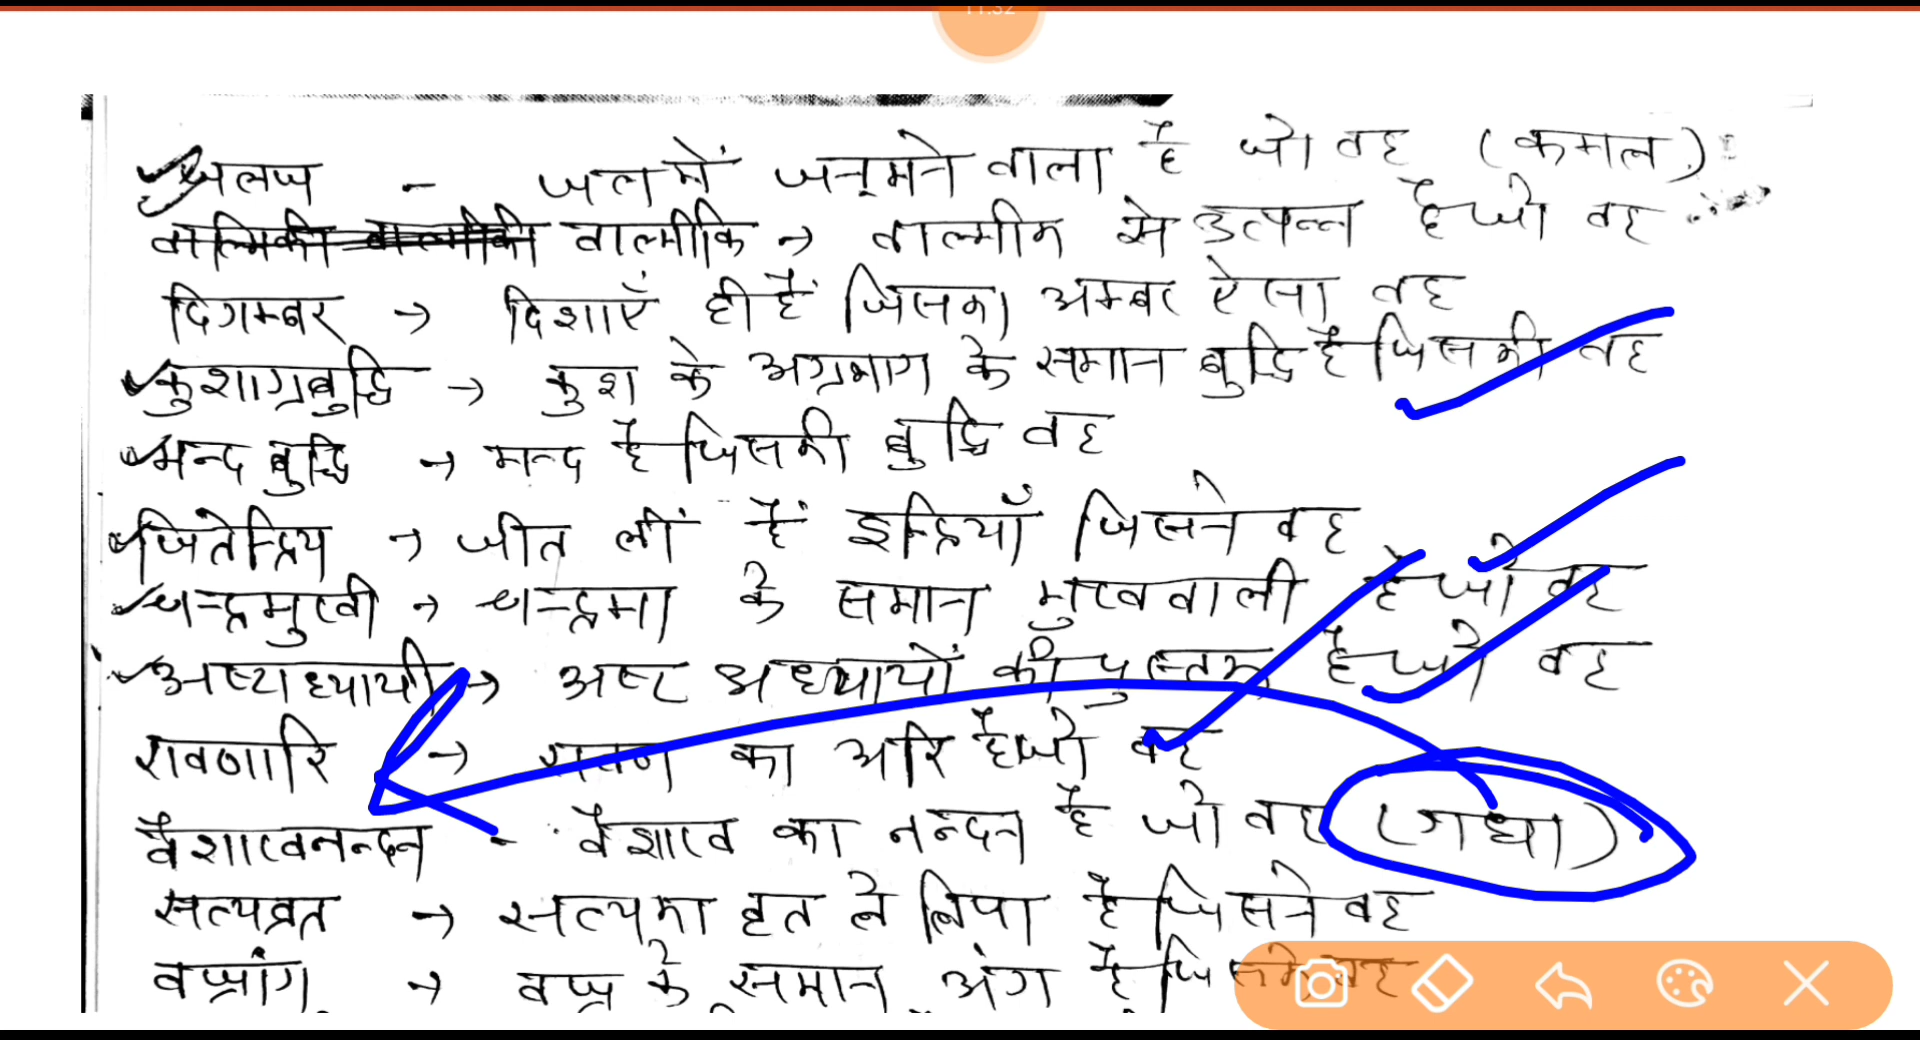 11:32
जलज - जल में जन्मने वाला है जो वह (कमल)
वाल्मिकी वाल्मीकी वाल्मीकि → वाल्मीक से उत्पन्न है जो वह
दिगम्बर → दिशाएँ ही हैं जिसका अम्बर ऐसा वह
कुशाग्रबुद्धि → कुश के अग्रभाग के समान बुद्धि है जिसकी वह
मन्द बुद्धि → मन्द है जिसकी बुद्धि वह
जितेन्द्रिय → जीत लीं हैं इन्द्रियाँ जिसने वह
चन्द्रमुखी → चन्द्रमा के समान मुखवाली है जो वह
अष्टाध्यायी → अष्ट अध्यायों की पुस्तक है जो वह
रावणारि → रावण का अरि है जो वह
वैशाखनन्दन - वैशाख का नन्दन है जो वह (गधा)
सत्यव्रत → सत्य का व्रत ले लिया है जिसने वह
वज्रांग → वज्र के समान अंग है जिसके वह